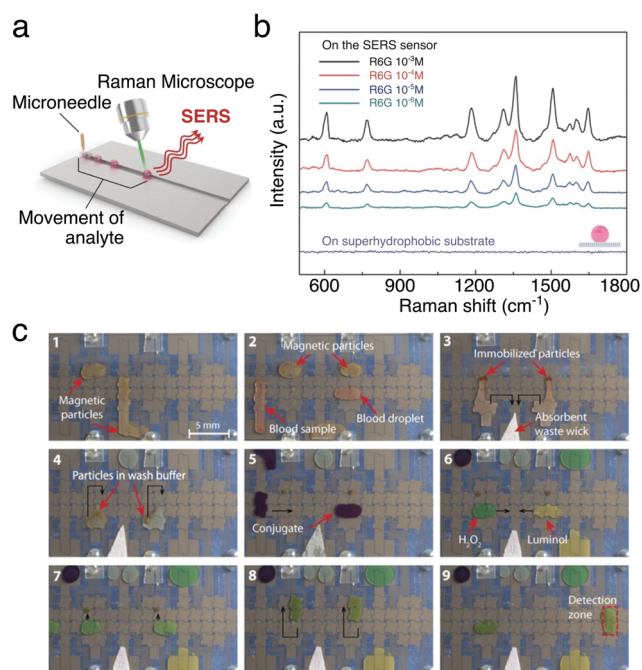 a
Microneedle
Raman Microscope
SERS
Movement of
analyte
b
On the SERS sensor
R6G 10⁻³M
R6G 10⁻⁴M
R6G 10⁻⁵M
R6G 10⁻⁶M
On superhydrophobic substrate
Intensity (a.u.)
600 900 1200 1500 1800
Raman shift (cm⁻¹)
c
1
Magnetic
particles
5 mm
2
Magnetic particles
Blood sample
Blood droplet
3
Immobilized particles
Absorbent
waste wick
4
Particles in wash buffer
5
Conjugate
6
H₂O₂
Luminol
7
8
9
Detection
zone